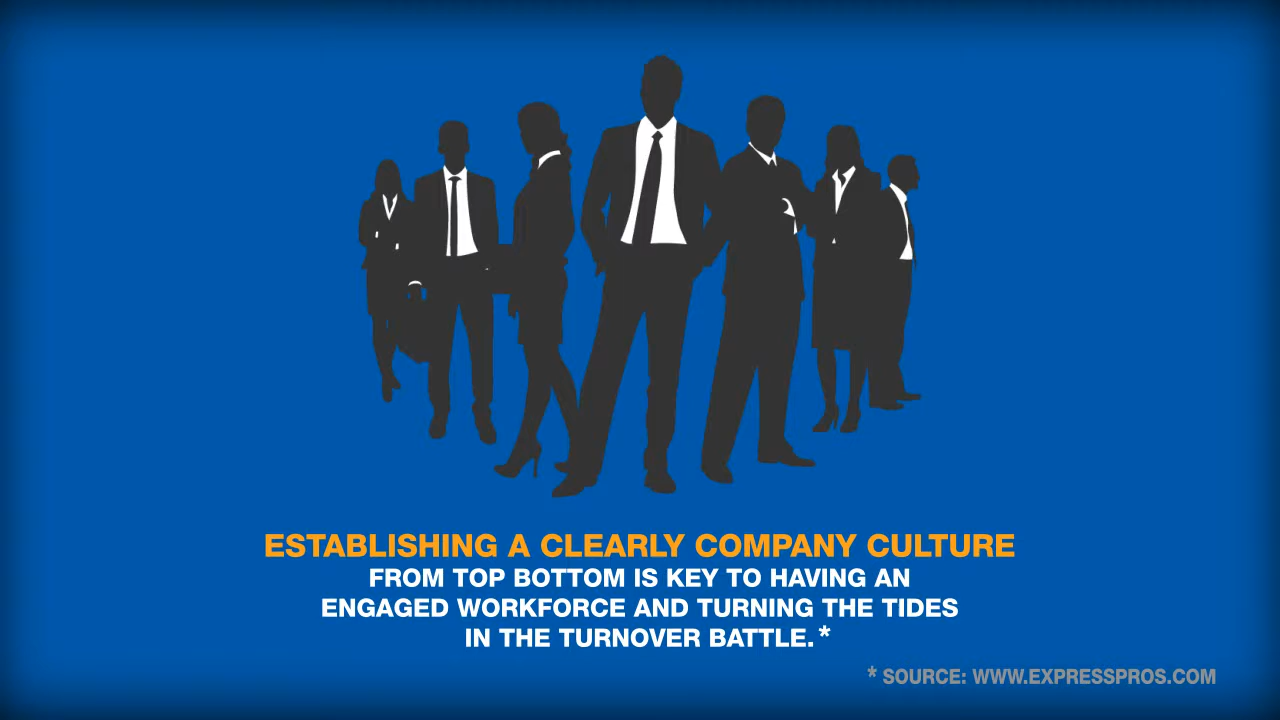 ESTABLISHING A CLEARLY COMPANY CULTURE
FROM TOP BOTTOM IS KEY TO HAVING AN
ENGAGED WORKFORCE AND TURNING THE TIDES
IN THE TURNOVER BATTLE.*
* SOURCE: WWW.EXPRESSPROS.COM